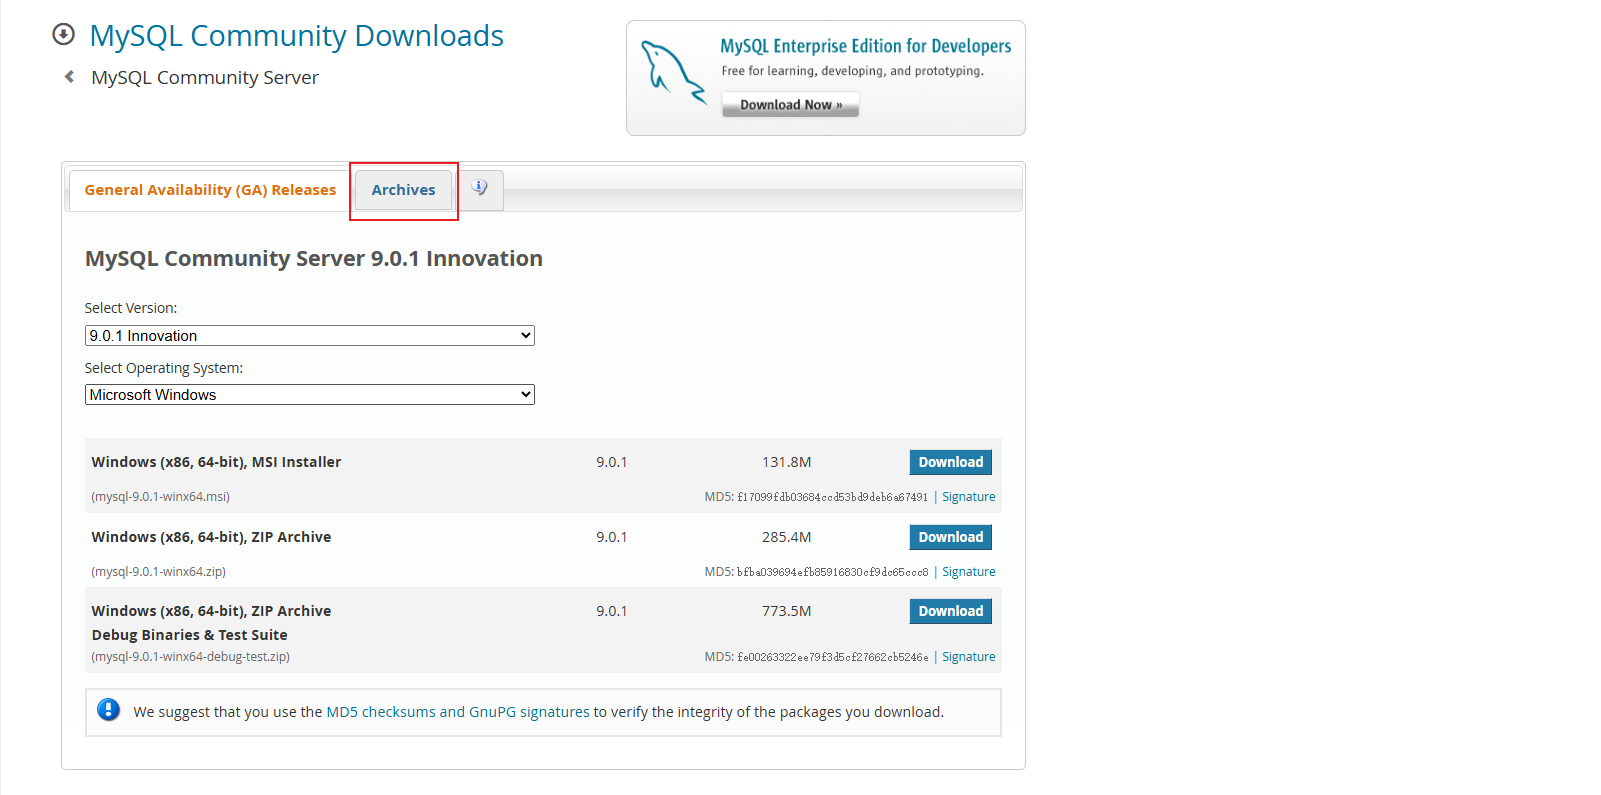 MySQL Community Downloads
MySQL Community Server
MySQL Enterprise Edition for Developers
Free for learning, developing, and prototyping.
Download Now »
General Availability (GA) Releases
Archives
MySQL Community Server 9.0.1 Innovation
Select Version:
9.0.1 Innovation
Select Operating System:
Microsoft Windows
Windows (x86, 64-bit), MSI Installer 9.0.1 131.8M Download
(mysql-9.0.1-winx64.msi) MD5: f17099fdb03684ccd53bd9deb6a67491 | Signature
Windows (x86, 64-bit), ZIP Archive 9.0.1 285.4M Download
(mysql-9.0.1-winx64.zip) MD5: bfba039694efb85916830cf9dc65ccc8 | Signature
Windows (x86, 64-bit), ZIP Archive 9.0.1 773.5M Download
Debug Binaries & Test Suite
(mysql-9.0.1-winx64-debug-test.zip) MD5: fe00263322ee79f3d5cf27662cb5246e | Signature
We suggest that you use the MD5 checksums and GnuPG signatures to verify the integrity of the packages you download.